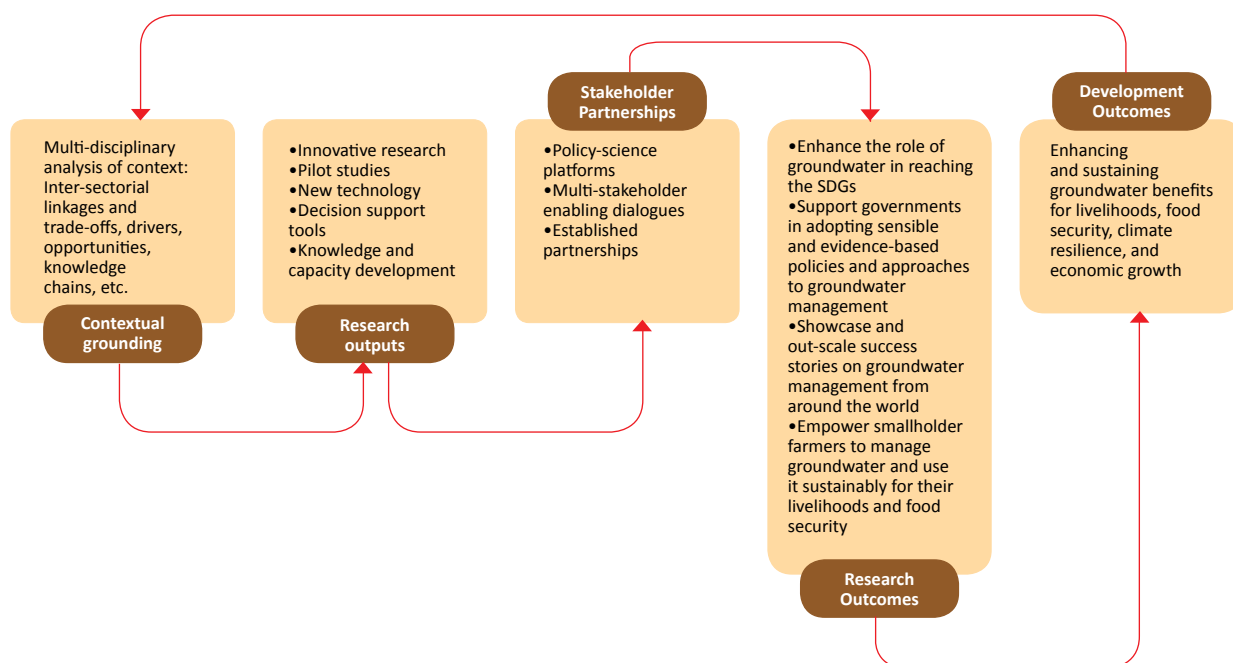 Multi-disciplinary
analysis of context:
Inter-sectorial
linkages and
trade-offs, drivers,
opportunities,
knowledge
chains, etc.
Contextual
grounding
•Innovative research
•Pilot studies
•New technology
•Decision support
tools
•Knowledge and
capacity development
Research
outputs
Stakeholder
Partnerships
•Policy-science
platforms
•Multi-stakeholder
enabling dialogues
•Established
partnerships
•Enhance the role of
groundwater in reaching
the SDGs
•Support governments
in adopting sensible
and evidence-based
policies and approaches
to groundwater
management
•Showcase and
out-scale success
stories on groundwater
management from
around the world
•Empower smallholder
farmers to manage
groundwater and use
it sustainably for their
livelihoods and food
security
Research
Outcomes
Development
Outcomes
Enhancing
and sustaining
groundwater benefits
for livelihoods, food
security, climate
resilience, and
economic growth